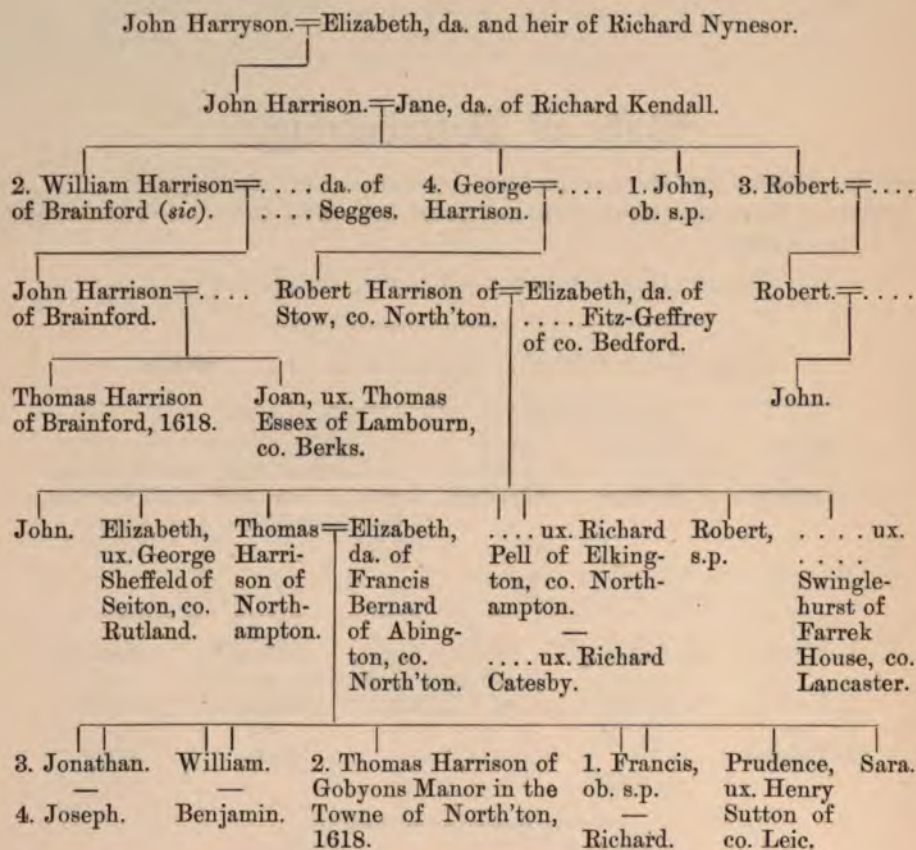 John Harryson.=Elizabeth, da. and heir of Richard Nynesor.
John Harrison.=Jane, da. of Richard Kendall.
2. William Harrison=.... da. of
of Brainford (sic). .... Segges.
4. George=....
Harrison.
1. John,
ob. s.p.
3. Robert.=....
John Harrison=....
of Brainford.
Robert Harrison of=Elizabeth, da. of
Stow, co. North'ton. .... Fitz-Geffrey
of co. Bedford.
Robert.=....
Thomas Harrison
of Brainford, 1618.
Joan, ux. Thomas
Essex of Lambourn,
co. Berks.
John.
John.
Elizabeth,
ux. George
Sheffeld of
Seiton, co.
Rutland.
Thomas=Elizabeth,
Harri- da. of
son of Francis
North- Bernard
ampton. of Abing-
ton, co.
North'ton.
.... ux. Richard
Pell of Elking-
ton, co. North-
ampton.
—
.... ux. Richard
Catesby.
Robert,
s.p.
.... ux.
....
Swingle-
hurst of
Farrek
House, co.
Lancaster.
3. Jonathan.
—
4. Joseph.
William.
—
Benjamin.
2. Thomas Harrison of
Gobyons Manor in the
Towne of North'ton,
1618.
1. Francis,
ob. s.p.
—
Richard.
Prudence,
ux. Henry
Sutton of
co. Leic.
Sara.